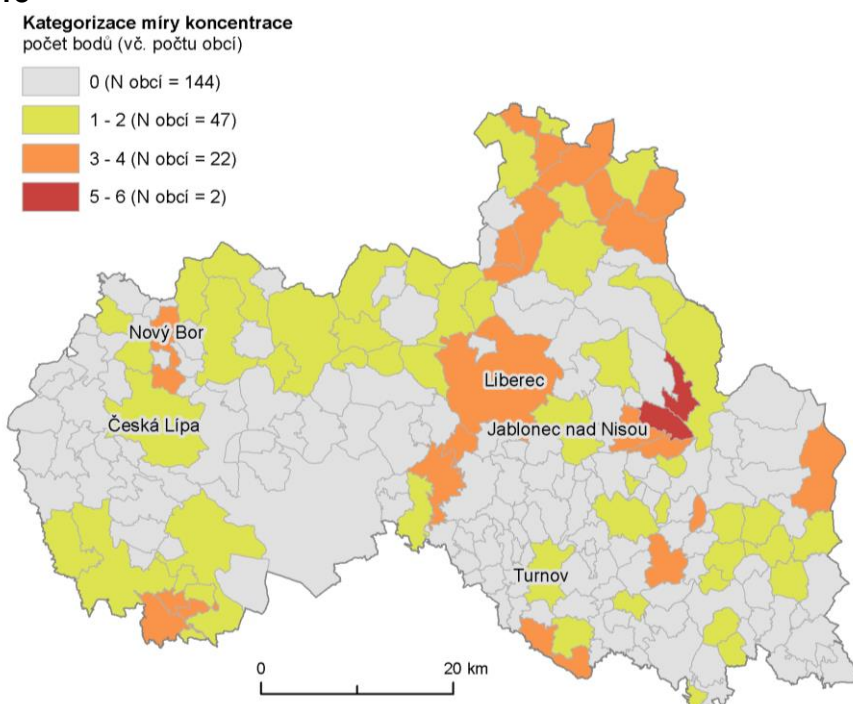 Kategorizace míry koncentrace
počet bodů (vč. počtu obcí)
0 (N obcí = 144)
1 - 2 (N obcí = 47)
3 - 4 (N obcí = 22)
5 - 6 (N obcí = 2)
Nový Bor
Liberec
Česká Lípa
Jablonec nad Nisou
Turnov
0 20 km